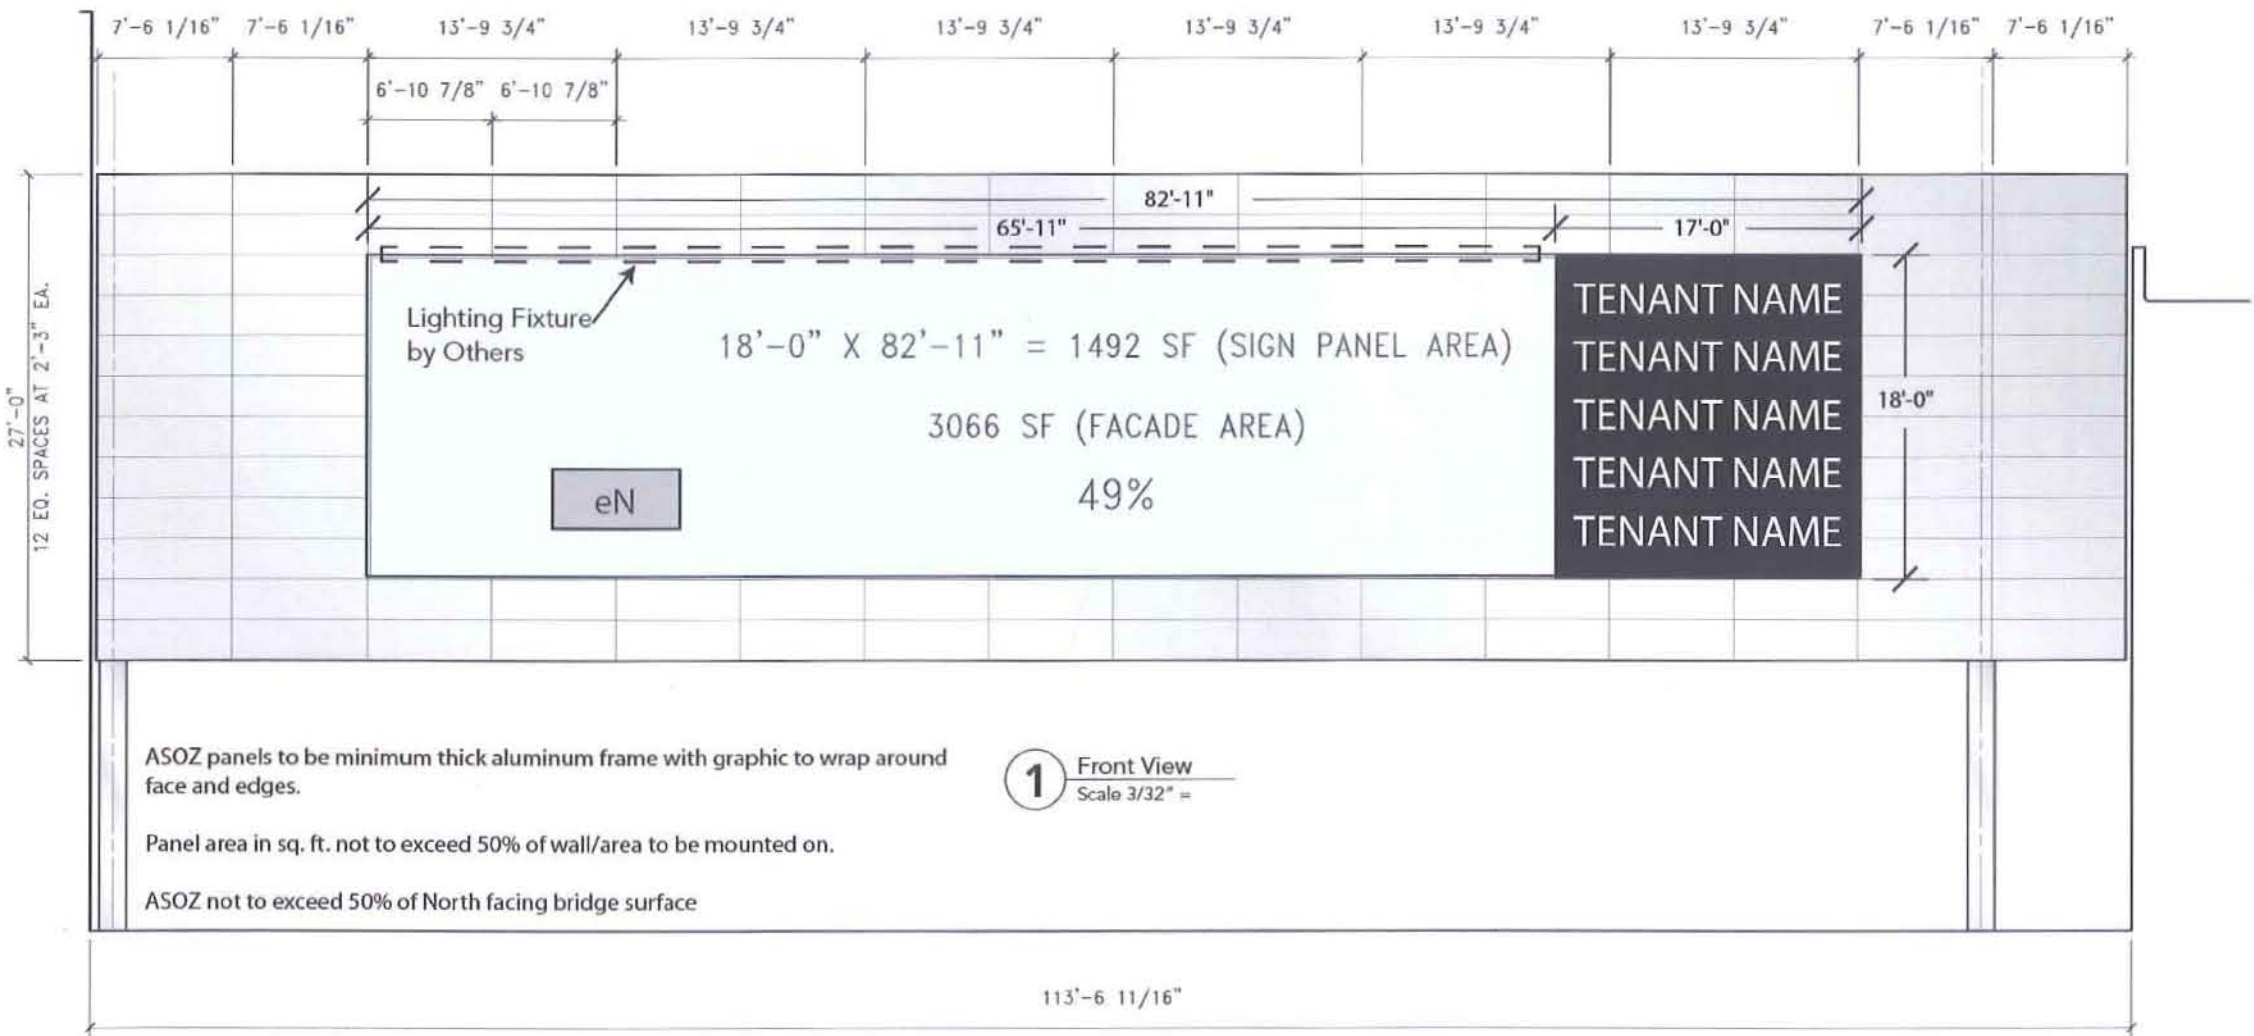 7'-6 1/16" 7'-6 1/16" 13'-9 3/4" 13'-9 3/4" 13'-9 3/4" 13'-9 3/4" 13'-9 3/4" 13'-9 3/4" 7'-6 1/16" 7'-6 1/16"
6'-10 7/8" 6'-10 7/8"
82'-11"
65'-11" 17'-0"
27'-0"
12 EQ. SPACES AT 2'-3" EA.
Lighting Fixture
by Others
18'-0" X 82'-11" = 1492 SF (SIGN PANEL AREA)
3066 SF (FACADE AREA)
49%
eN
TENANT NAME
TENANT NAME
TENANT NAME
TENANT NAME
TENANT NAME
18'-0"
ASOZ panels to be minimum thick aluminum frame with graphic to wrap around
face and edges.
Panel area in sq. ft. not to exceed 50% of wall/area to be mounted on.
ASOZ not to exceed 50% of North facing bridge surface
1 Front View
Scale 3/32" =
113'-6 11/16"